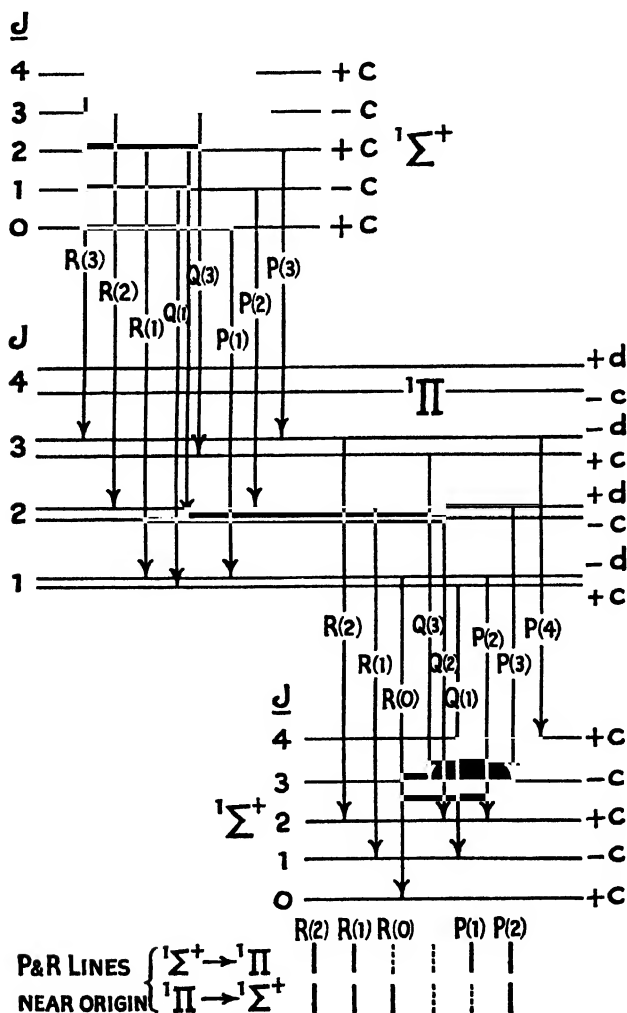 J
4 + c
3 - c
2 + c ¹Σ⁺
1 - c
0 + c
R(3) R(2) R(1) Q(1) Q(3) P(1) P(2) P(3)
J
+ d
4 ¹Π - c
- d
3 + c
+ d
2 - c
- d
1 + c
R(2) R(1) R(0) Q(3) Q(2) Q(1) P(2) P(3) P(4)
J
4 + c
3 - c
¹Σ⁺ 2 + c
1 - c
0 + c
R(2) R(1) R(0) P(1) P(2)
P&R LINES ¹Σ⁺→¹Π
NEAR ORIGIN ¹Π→¹Σ⁺